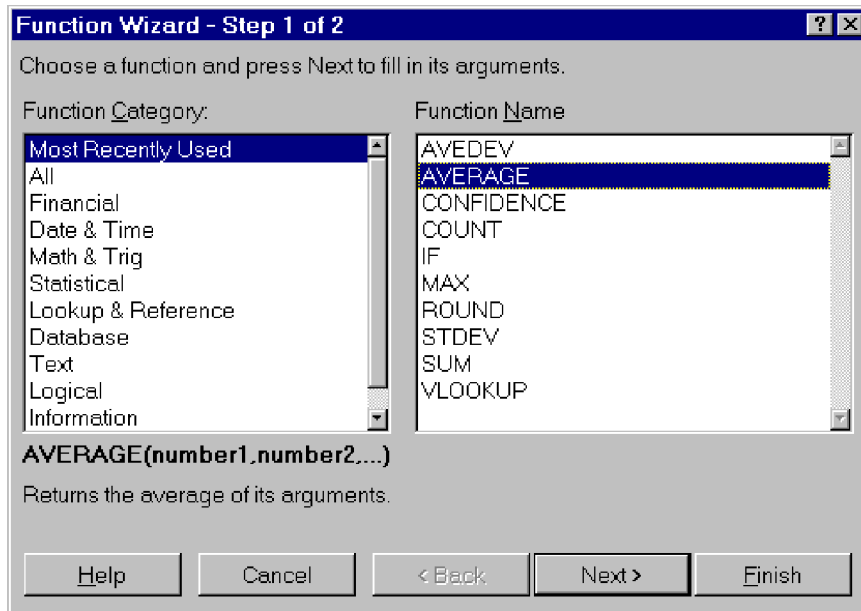 Function Wizard - Step 1 of 2
Choose a function and press Next to fill in its arguments.
Function Category:
Most Recently Used
All
Financial
Date & Time
Math & Trig
Statistical
Lookup & Reference
Database
Text
Logical
Information
Function Name
AVEDEV
AVERAGE
CONFIDENCE
COUNT
IF
MAX
ROUND
STDEV
SUM
VLOOKUP
AVERAGE(number1,number2,...)
Returns the average of its arguments.
Help Cancel < Back Next > Finish